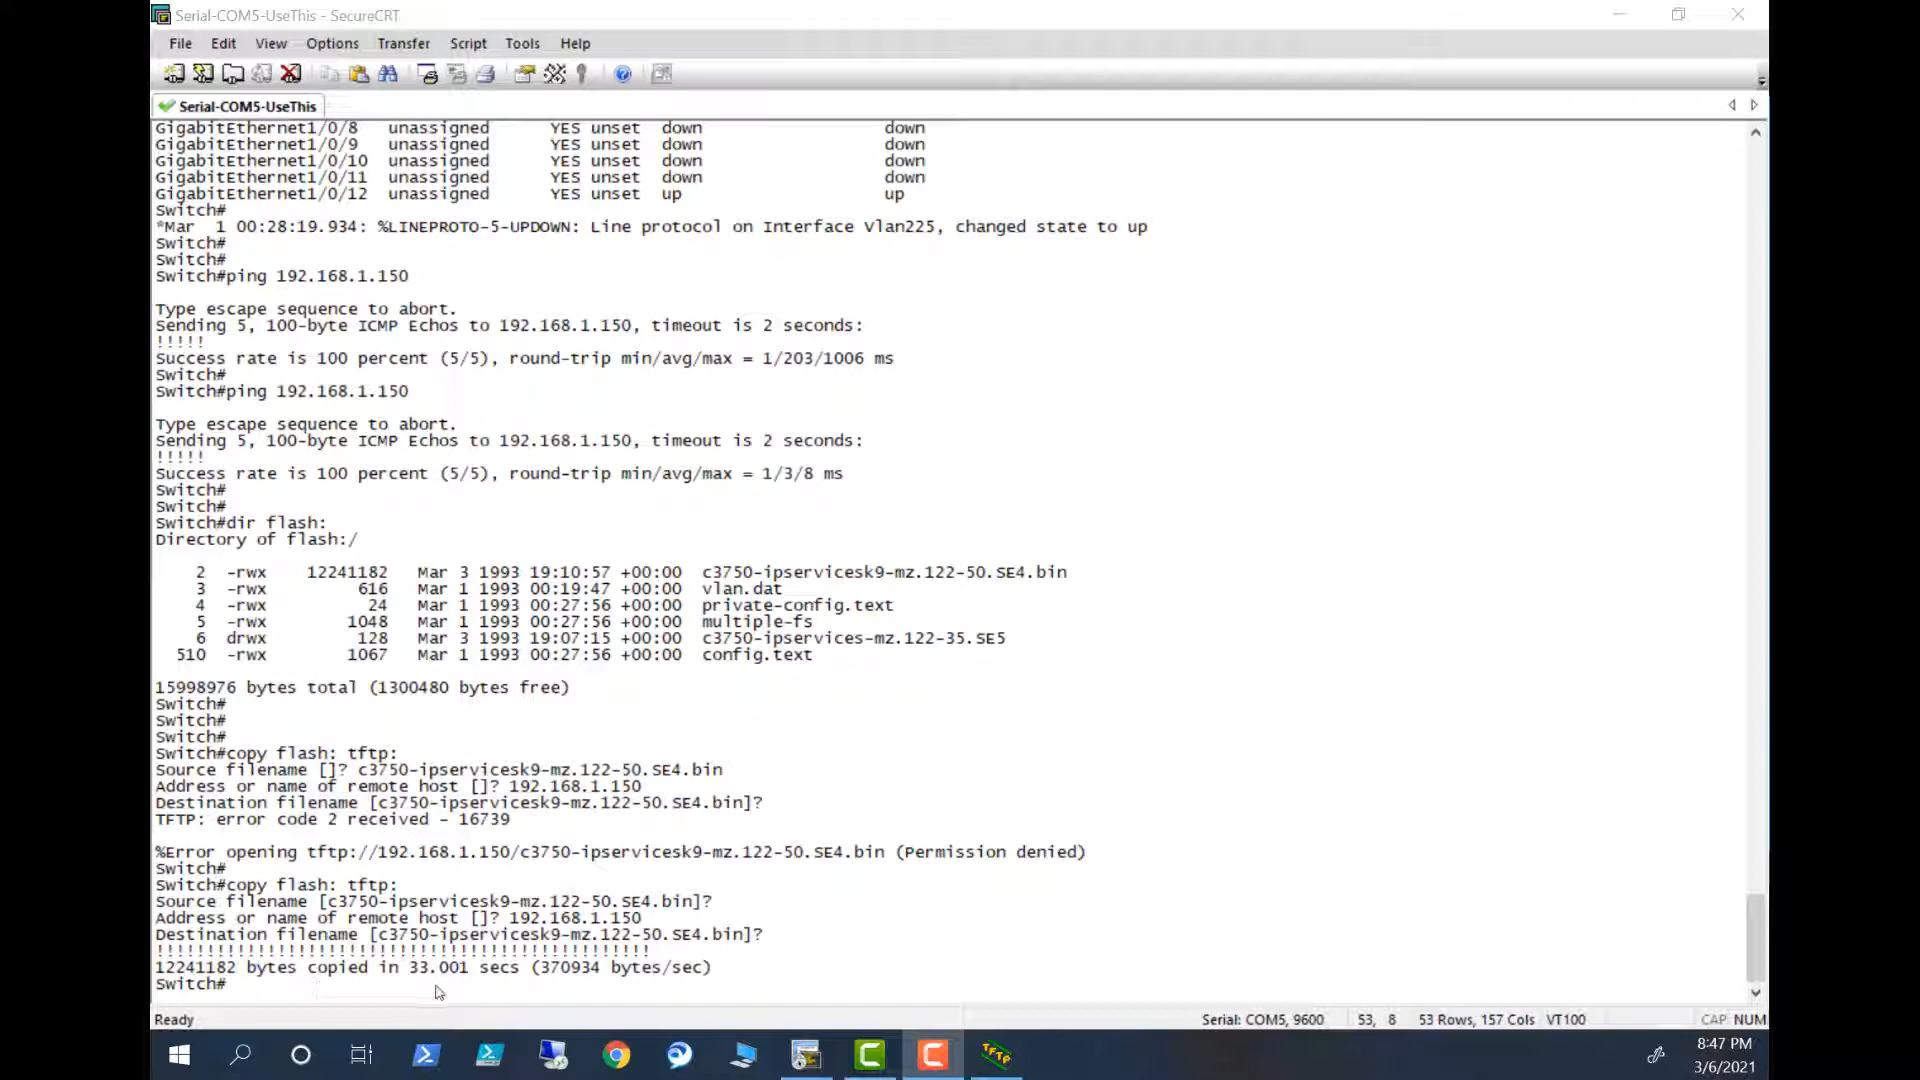 Serial-COM5-UseThis - SecureCRT
File Edit View Options Transfer Script Tools Help
Serial-COM5-UseThis
GigabitEthernet1/0/8 unassigned YES unset down down
GigabitEthernet1/0/9 unassigned YES unset down down
GigabitEthernet1/0/10 unassigned YES unset down down
GigabitEthernet1/0/11 unassigned YES unset down down
GigabitEthernet1/0/12 unassigned YES unset up up
Switch#
*Mar 1 00:28:19.934: %LINEPROTO-5-UPDOWN: Line protocol on Interface Vlan225, changed state to up
Switch#
Switch#
Switch#ping 192.168.1.150
Type escape sequence to abort.
Sending 5, 100-byte ICMP Echos to 192.168.1.150, timeout is 2 seconds:
!!!!!
Success rate is 100 percent (5/5), round-trip min/avg/max = 1/203/1006 ms
Switch#
Switch#ping 192.168.1.150
Type escape sequence to abort.
Sending 5, 100-byte ICMP Echos to 192.168.1.150, timeout is 2 seconds:
!!!!!
Success rate is 100 percent (5/5), round-trip min/avg/max = 1/3/8 ms
Switch#
Switch#
Switch#dir flash:
Directory of flash:/
2 -rwx 12241182 Mar 3 1993 19:10:57 +00:00 c3750-ipservicesk9-mz.122-50.SE4.bin
3 -rwx 616 Mar 1 1993 00:19:47 +00:00 vlan.dat
4 -rwx 24 Mar 1 1993 00:27:56 +00:00 private-config.text
5 -rwx 1048 Mar 1 1993 00:27:56 +00:00 multiple-fs
6 drwx 128 Mar 3 1993 19:07:15 +00:00 c3750-ipservices-mz.122-35.SE5
510 -rwx 1067 Mar 1 1993 00:27:56 +00:00 config.text
15998976 bytes total (1300480 bytes free)
Switch#
Switch#
Switch#
Switch#copy flash: tftp:
Source filename []? c3750-ipservicesk9-mz.122-50.SE4.bin
Address or name of remote host []? 192.168.1.150
Destination filename [c3750-ipservicesk9-mz.122-50.SE4.bin]?
TFTP: error code 2 received - 16739
%Error opening tftp://192.168.1.150/c3750-ipservicesk9-mz.122-50.SE4.bin (Permission denied)
Switch#
Switch#copy flash: tftp:
Source filename [c3750-ipservicesk9-mz.122-50.SE4.bin]?
Address or name of remote host []? 192.168.1.150
Destination filename [c3750-ipservicesk9-mz.122-50.SE4.bin]?
!!!!!!!!!!!!!!!!!!!!!!!!!!!!!!!!!!!!!!!!!!!!!!!!!
12241182 bytes copied in 33.001 secs (370934 bytes/sec)
Switch#
Ready Serial: COM5, 9600 53, 8 53 Rows, 157 Cols VT100 CAP NUM
TFTP
8:47 PM
3/6/2021